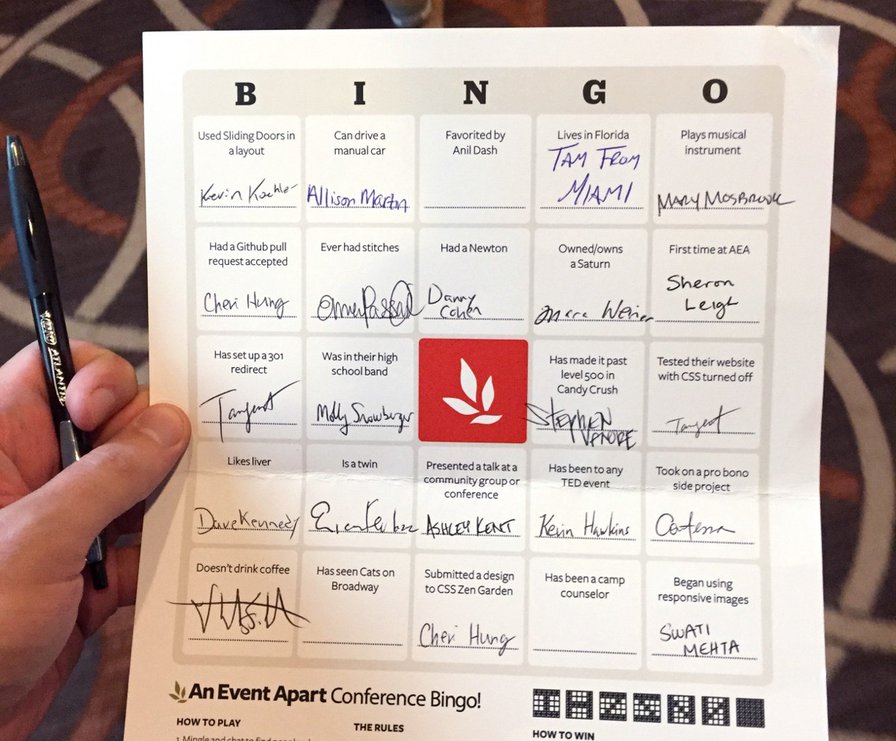 B I N G O
Used Sliding Doors in
a layout
Kevin Koehler
Can drive a
manual car
Allison Martin
Favorited by
Anil Dash
Lives in Florida
TAM FROM
MIAMI
Plays musical
instrument
MARY MOSBROOK
Had a Github pull
request accepted
Cheri Hung
Ever had stitches
Had a Newton
Danny
Cohen
Owned/owns
a Saturn
First time at AEA
Sheron
Leigh
Has set up a 301
redirect
Tangent
Was in their high
school band
Molly Snowberger
Has made it past
level 500 in
Candy Crush
STEPHEN
VENDRE
Tested their website
with CSS turned off
Tangent
Likes liver
Dave Kennedy
Is a twin
Presented a talk at a
community group or
conference
ASHLEY KENT
Has been to any
TED event
Kevin Hawkins
Took on a pro bono
side project
Doesn't drink coffee
Has seen Cats on
Broadway
Submitted a design
to CSS Zen Garden
Cheri Hung
Has been a camp
counselor
Began using
responsive images
SWATI
MEHTA
An Event Apart Conference Bingo!
HOW TO PLAY
THE RULES
HOW TO WIN
ATLANTIC